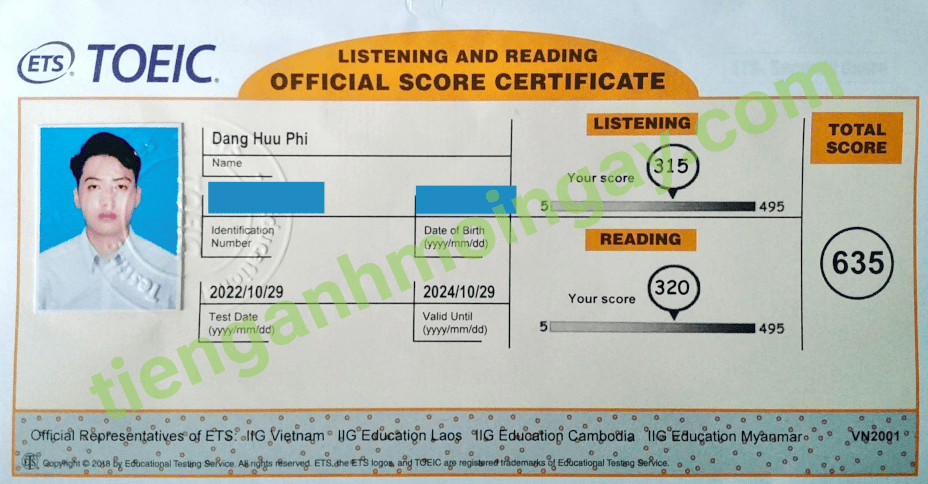 ETS® TOEIC®
LISTENING AND READING
OFFICIAL SCORE CERTIFICATE
Dang Huu Phi
Name
Identification
Number
Date of Birth
(yyyy/mm/dd)
2022/10/29
Test Date
(yyyy/mm/dd)
2024/10/29
Valid Until
(yyyy/mm/dd)
LISTENING
Your score 315
5 495
READING
Your score 320
5 495
TOTAL
SCORE
635
tienganhmoingay.com
Official Representatives of ETS: IIG Vietnam IIG Education Laos IIG Education Cambodia IIG Education Myanmar VN2001
Copyright © 2018 by Educational Testing Service. All rights reserved. ETS, the ETS logos, and TOEIC are registered trademarks of Educational Testing Service.